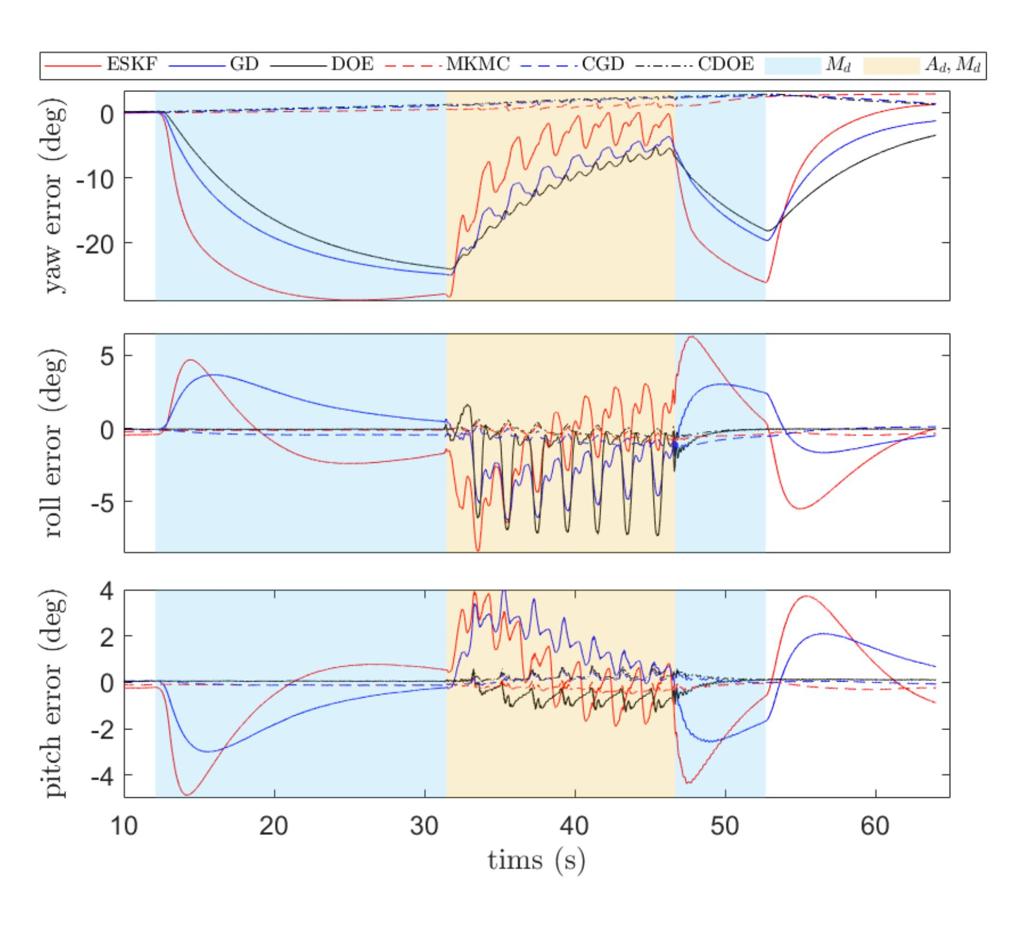 ESKF GD DOE MKMC CGD CDOE M_d A_d, M_d
yaw error (deg)
0
-10
-20
roll error (deg)
5
0
-5
pitch error (deg)
4
2
0
-2
-4
10 20 30 40 50 60
tims (s)